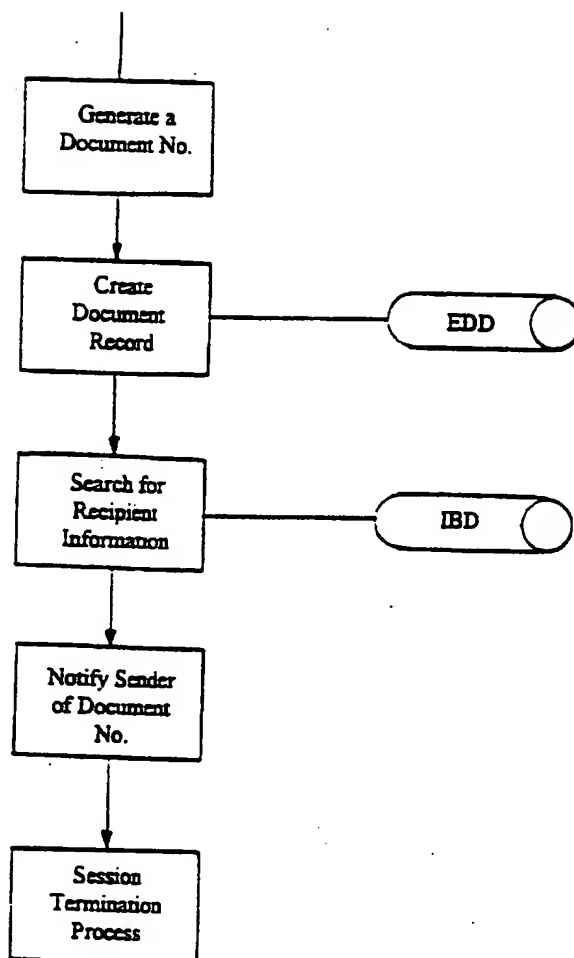 Generate a
Document No.
Create
Document
Record
EDD
Search for
Recipient
Information
IBD
Notify Sender
of Document
No.
Session
Termination
Process